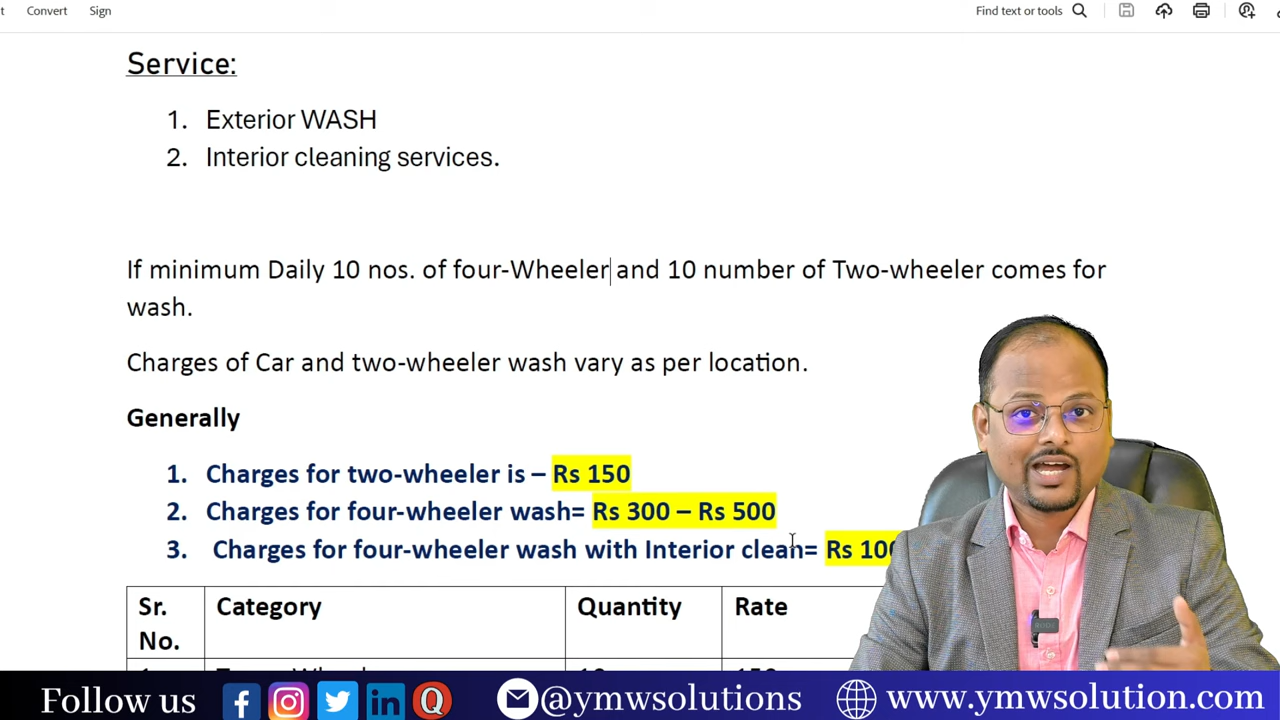 Convert Sign Find text or tools
Service:
1. Exterior WASH
2. Interior cleaning services.
If minimum Daily 10 nos. of four-Wheeler and 10 number of Two-wheeler comes for
wash.
Charges of Car and two-wheeler wash vary as per location.
Generally
1. Charges for two-wheeler is – Rs 150
2. Charges for four-wheeler wash= Rs 300 – Rs 500
3. Charges for four-wheeler wash with Interior clean= Rs
Sr. Category Quantity Rate
No.
Follow us @ymwsolutions www.ymwsolution.com